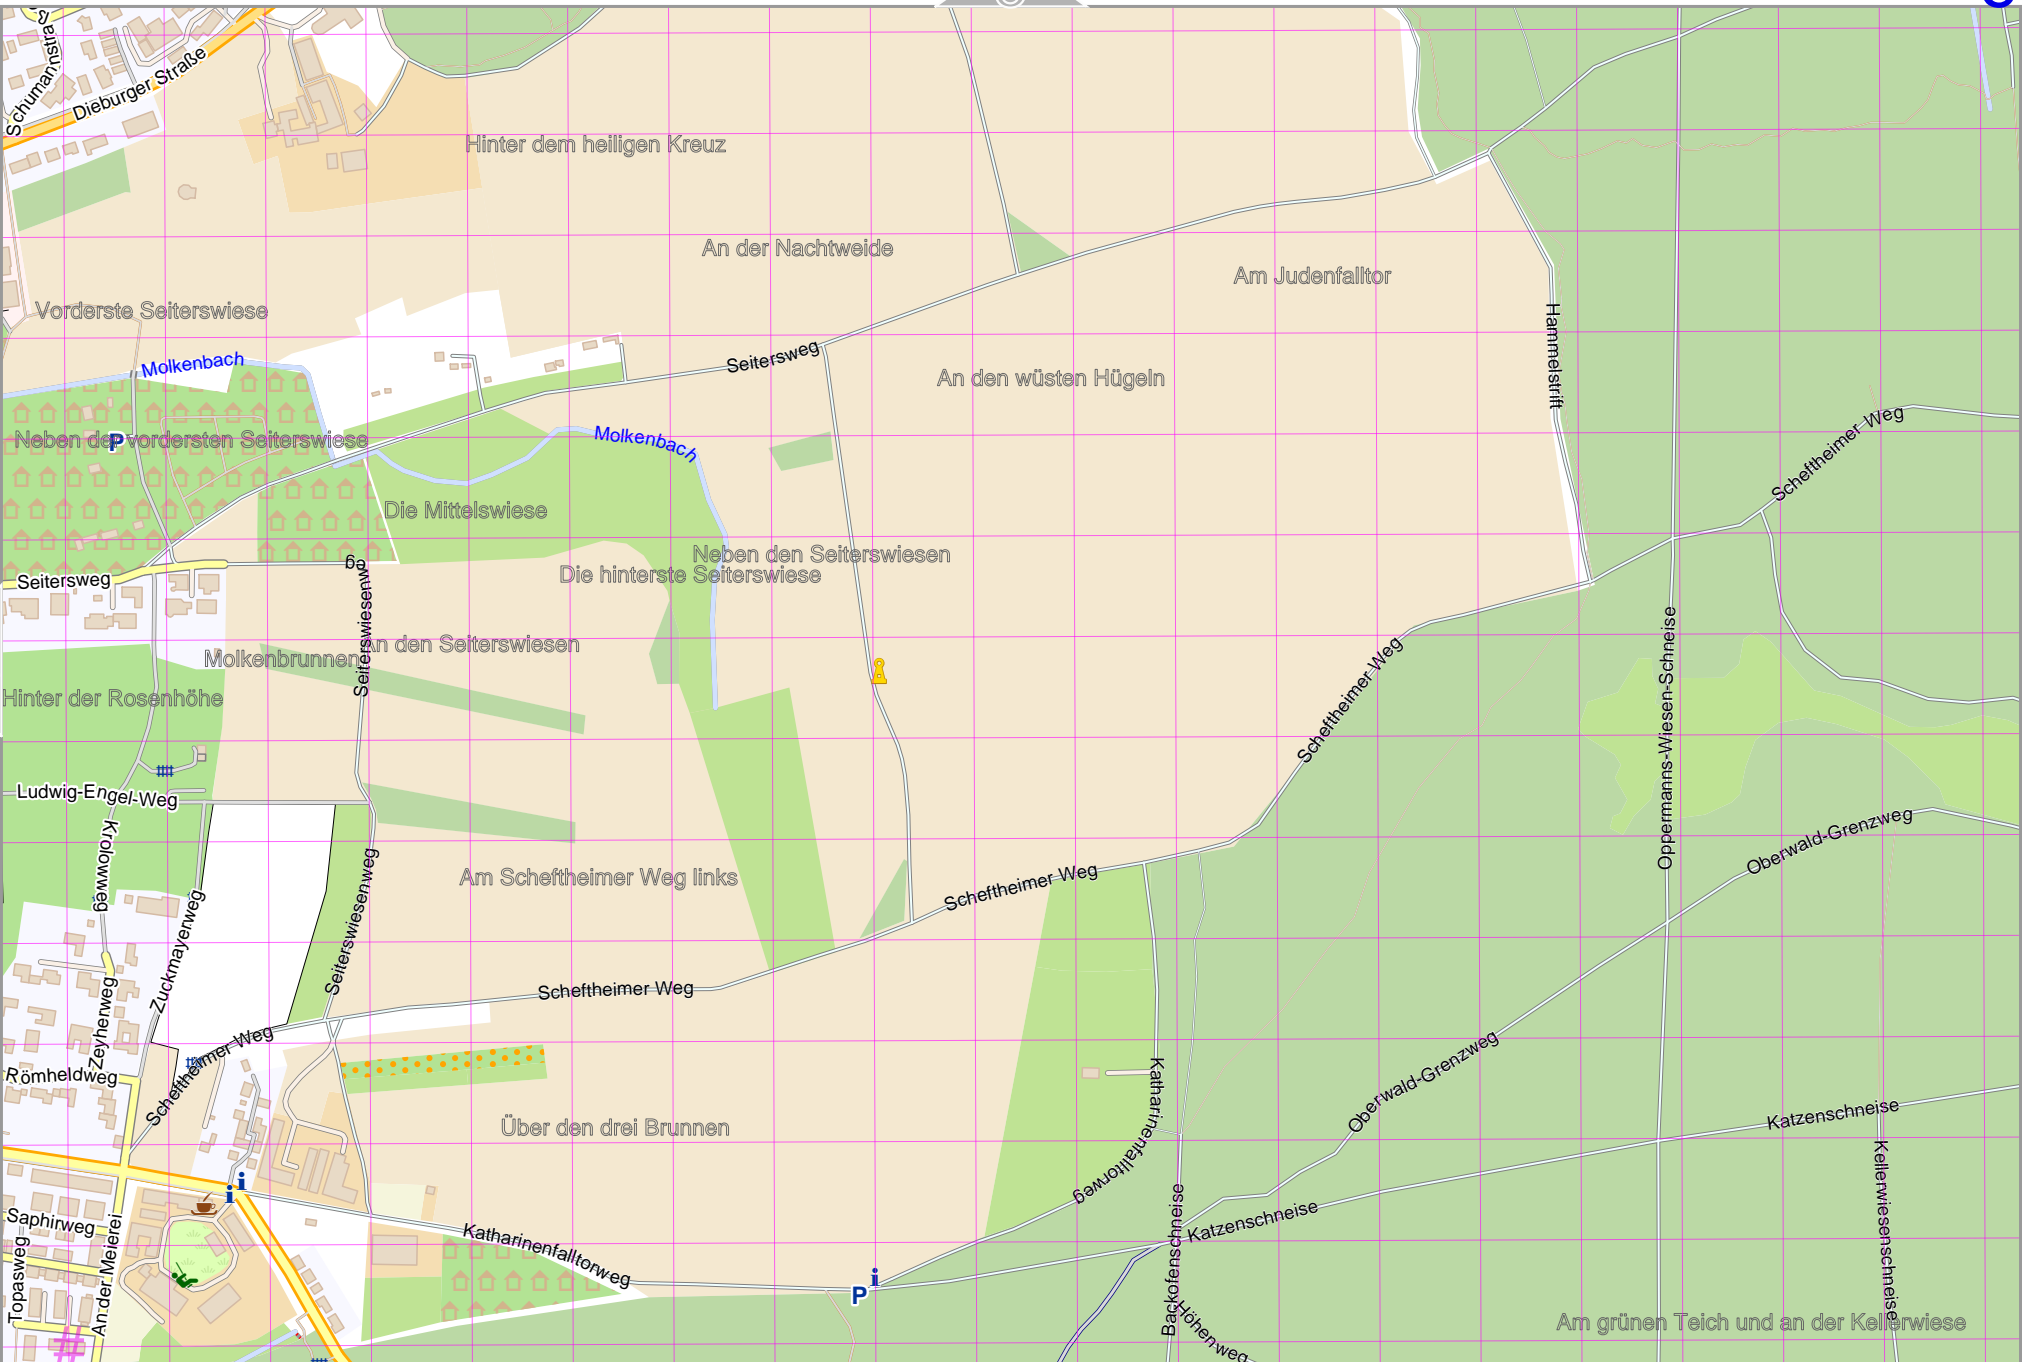 Schumannstra
Dieburger Straße
Hinter dem heiligen Kreuz
An der Nachtweide
Am Judenfalltor
Vorderste Seiterswiese
Hammelstrift
Molkenbach
Seitersweg
An den wüsten Hügeln
Scheftheimer Weg
Neben der vordersten Seiterswiese
P
Molkenbach
Die Mittelswiese
Neben den Seiterswiesen
Die hinterste Seiterswiese
Seitersweg
Seiterswiesenweg
An den Seiterswiesen
Molkenbrunnen
Scheftheimer Weg
Oppermanns-Wiesen-Schneise
Hinter der Rosenhöhe
Ludwig-Engel-Weg
Oberwald-Grenzweg
Krolowweg
Am Scheftheimer Weg links
Scheftheimer Weg
Seiterswiesenweg
Zuckmayerweg
Scheftheimer Weg
Zeyherweg
Scheftheimer Weg
Römheldweg
Oberwald-Grenzweg
Katharinenfalltorweg
Katzenschneise
Über den drei Brunnen
i
i
Saphirweg
Katharinenfalltorweg
Katzenschneise
Backofenschneise
Kellerwiesenschneise
Topasweg
An der Meierei
i
P
Höhenweg
Am grünen Teich und an der Kellerwiese